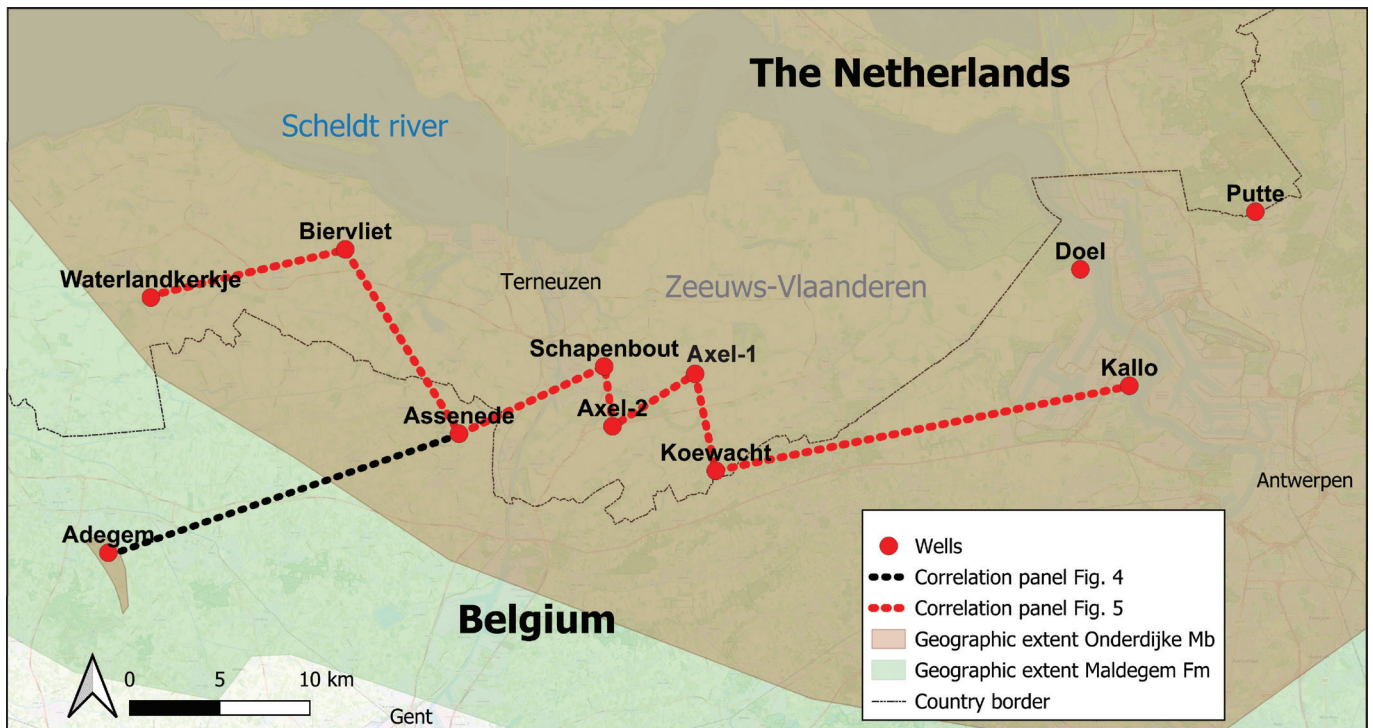 The Netherlands
Scheldt river
Putte
Biervliet
Doel
Waterlandkerkje
Terneuzen
Zeeuws-Vlaanderen
Schapenbout
Axel-1
Kallo
Assenede
Axel-2
Koewacht
Antwerpen
Adegem
Belgium
Wells
Correlation panel Fig. 4
Correlation panel Fig. 5
Geographic extent Onderdijke Mb
Geographic extent Maldegem Fm
Country border
0 5 10 km
Gent